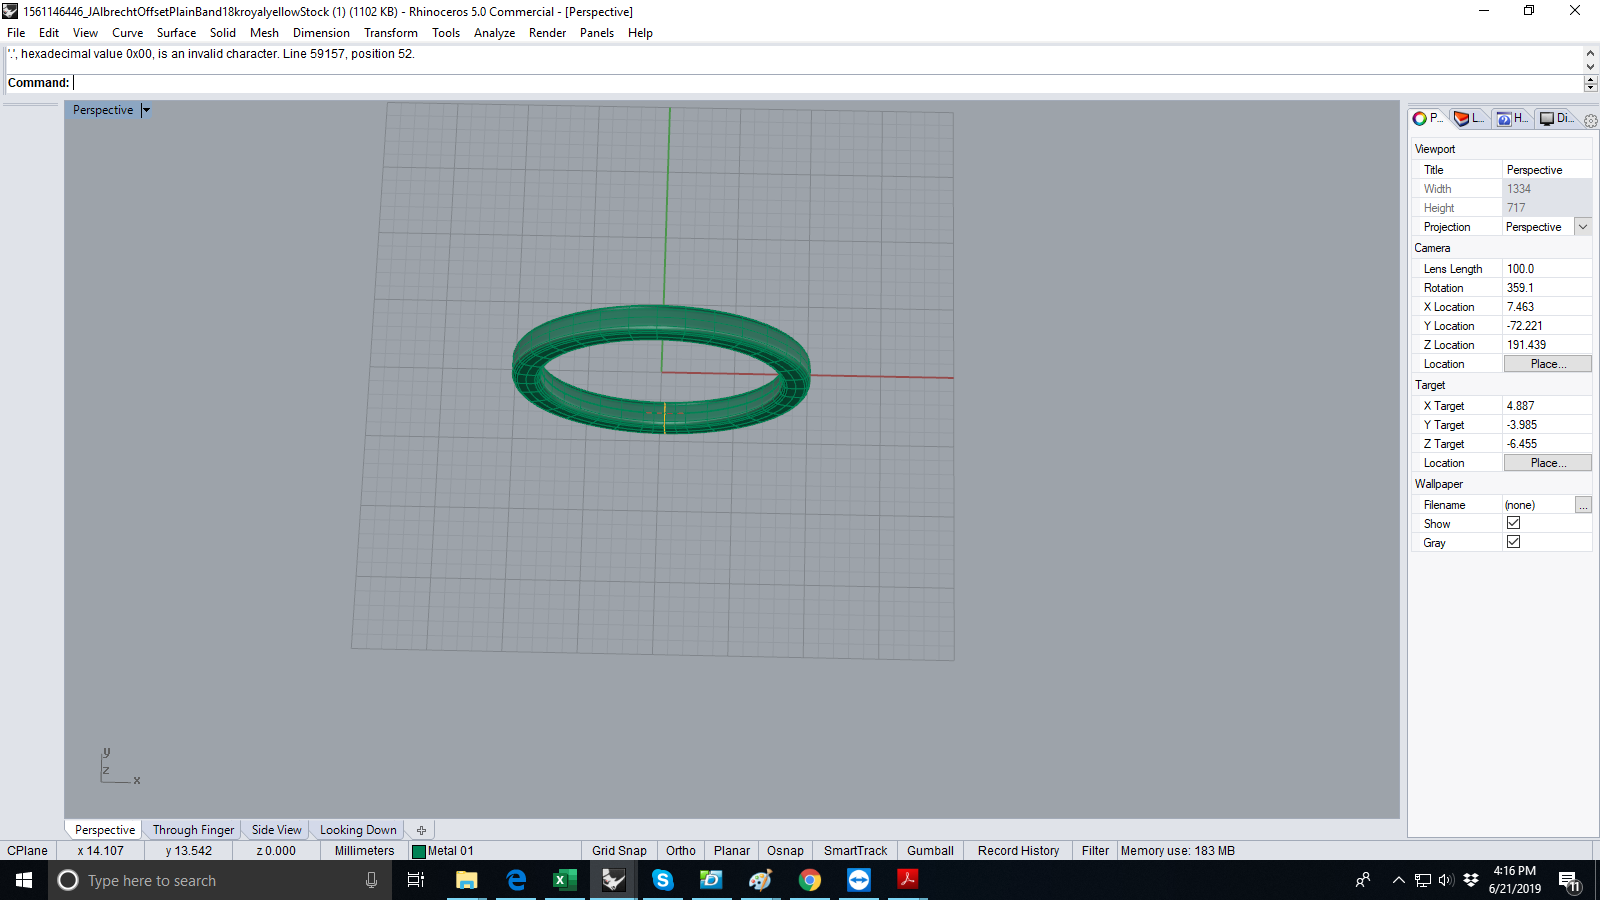 1561146446_JAlbrechtOffsetPlainBand18kroyalyellowStock (1) (1102 KB) - Rhinoceros 5.0 Commercial - [Perspective]
File Edit View Curve Surface Solid Mesh Dimension Transform Tools Analyze Render Panels Help
'.', hexadecimal value 0x00, is an invalid character. Line 59157, position 52.
Command:
Perspective
P... L... H... Di...
Viewport
Title Perspective
Width 1334
Height 717
Projection Perspective
Camera
Lens Length 100.0
Rotation 359.1
X Location 7.463
Y Location -72.221
Z Location 191.439
Location Place...
Target
X Target 4.887
Y Target -3.985
Z Target -6.455
Location Place...
Wallpaper
Filename (none) ...
Show
Gray
y
z
x
Perspective Through Finger Side View Looking Down
CPlane x 14.107 y 13.542 z 0.000 Millimeters Metal 01 Grid Snap Ortho Planar Osnap SmartTrack Gumball Record History Filter Memory use: 183 MB
Type here to search
4:16 PM
6/21/2019
11